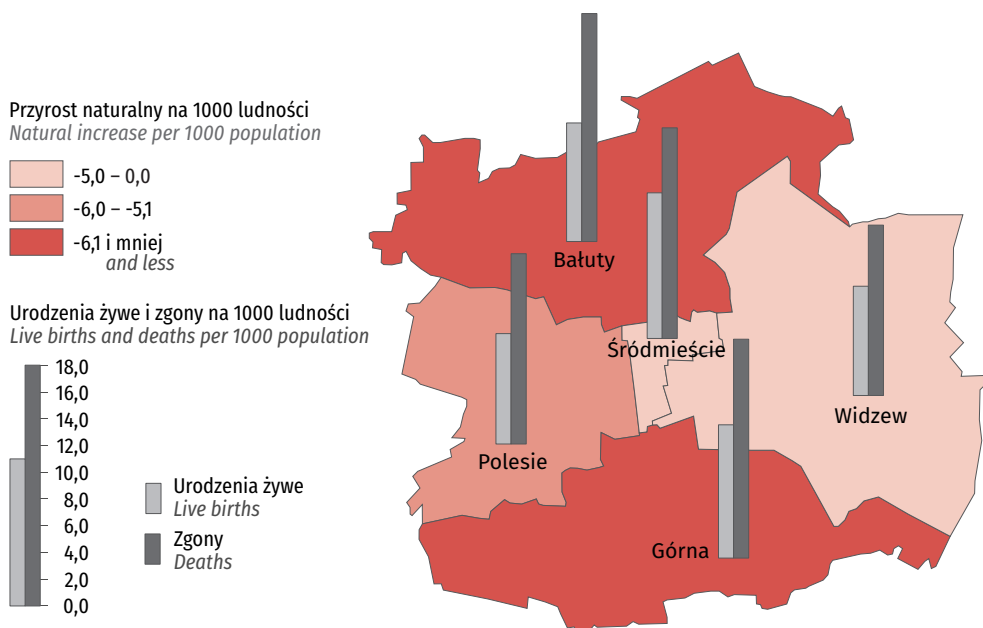 Przyrost naturalny na 1000 ludności
Natural increase per 1000 population
-5,0 – 0,0
-6,0 – -5,1
-6,1 i mniej
and less
Urodzenia żywe i zgony na 1000 ludności
Live births and deaths per 1000 population
18,0
16,0
14,0
12,0
10,0
8,0
6,0
4,0
2,0
0,0
Urodzenia żywe
Live births
Zgony
Deaths
Bałuty
Śródmieście
Widzew
Polesie
Górna